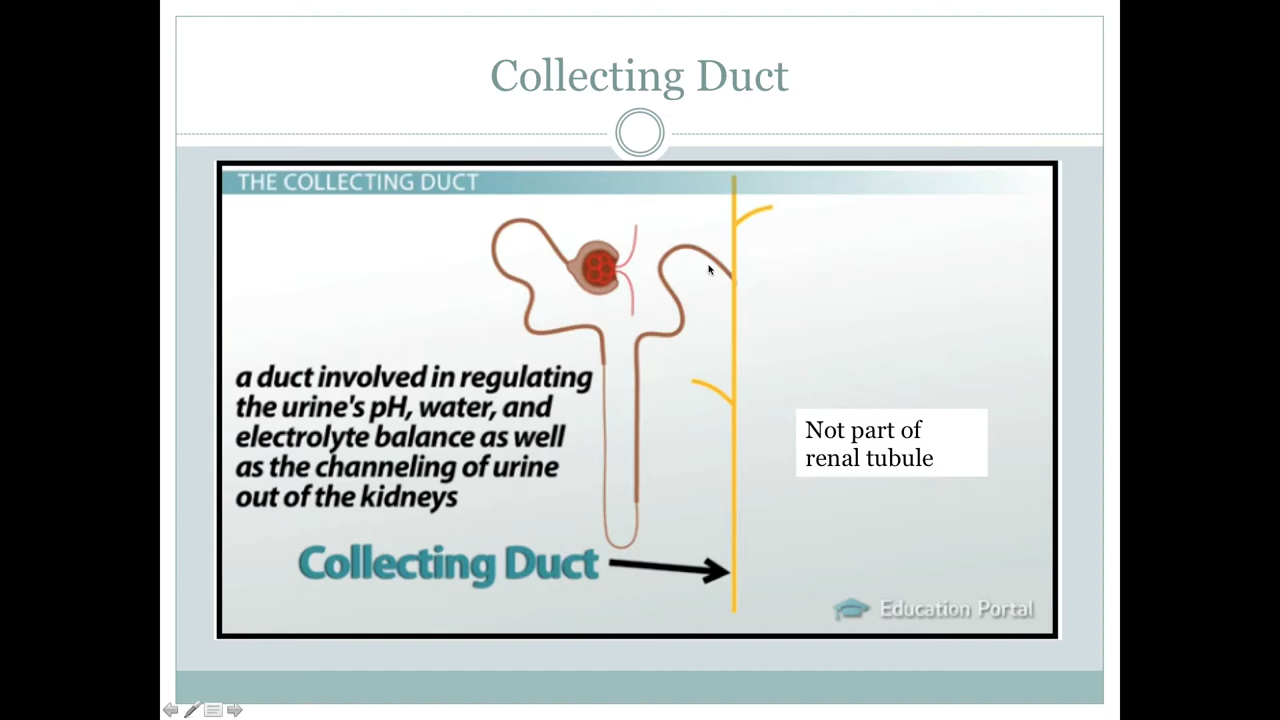 Collecting Duct
THE COLLECTING DUCT
a duct involved in regulating
the urine's pH, water, and
electrolyte balance as well
as the channeling of urine
out of the kidneys
Not part of
renal tubule
Collecting Duct
Education Portal